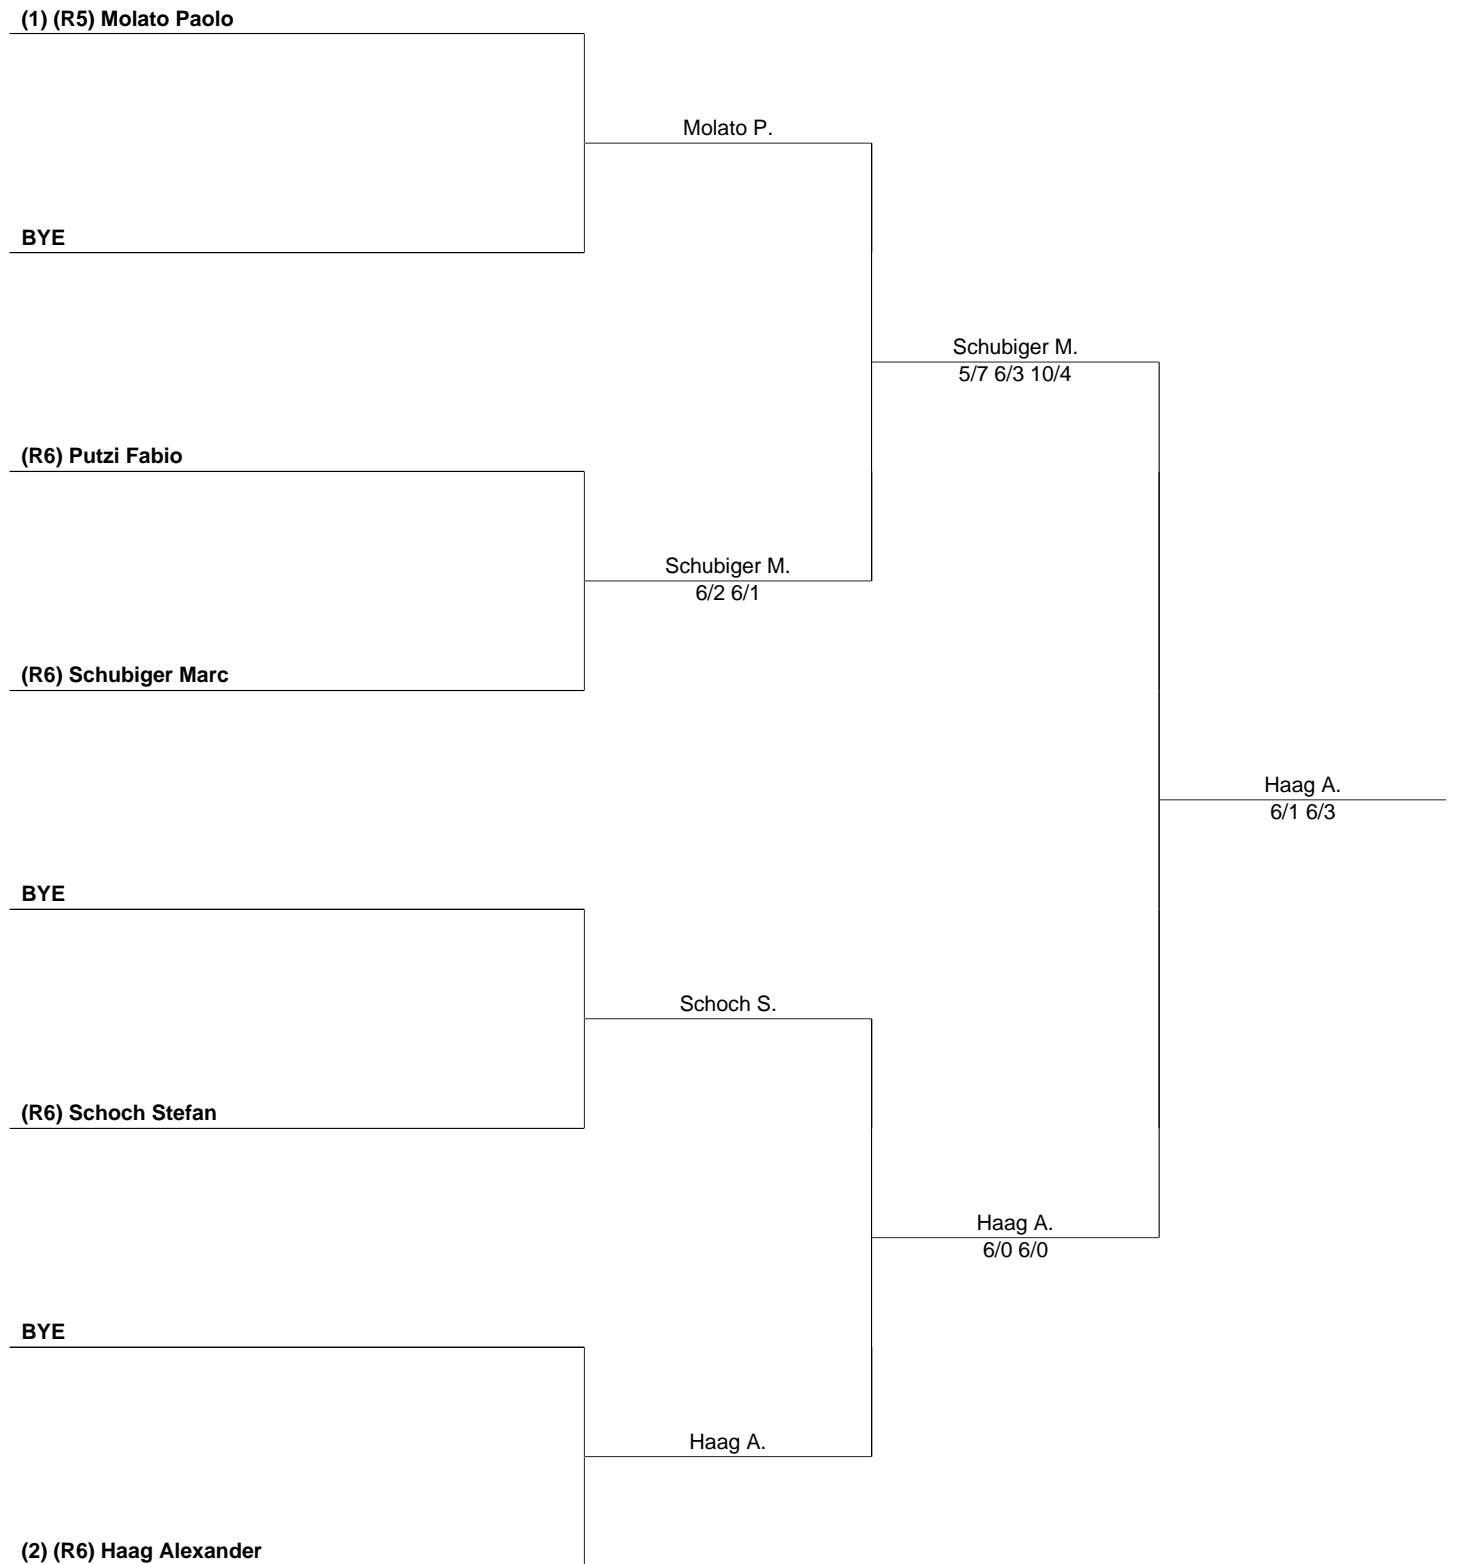 (1) (R5) Molato Paolo
Molato P.
BYE
Schubiger M.
5/7 6/3 10/4
(R6) Putzi Fabio
Schubiger M.
6/2 6/1
(R6) Schubiger Marc
Haag A.
6/1 6/3
BYE
Schoch S.
(R6) Schoch Stefan
Haag A.
6/0 6/0
BYE
Haag A.
(2) (R6) Haag Alexander